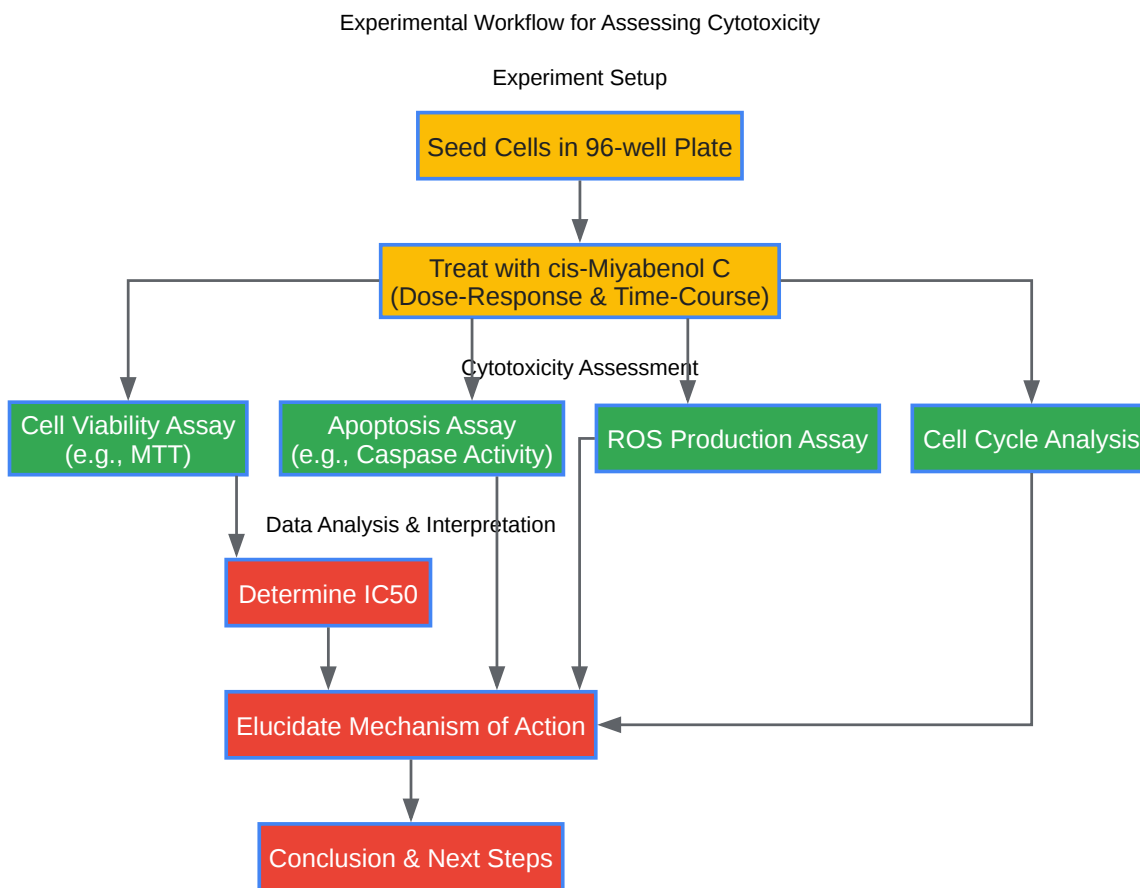 Experimental Workflow for Assessing Cytotoxicity
Experiment Setup
Seed Cells in 96-well Plate
Treat with cis-Miyabenol C
(Dose-Response & Time-Course)
Cytotoxicity Assessment
Cell Viability Assay
(e.g., MTT)
Apoptosis Assay
(e.g., Caspase Activity)
ROS Production Assay
Cell Cycle Analysis
Data Analysis & Interpretation
Determine IC50
Elucidate Mechanism of Action
Conclusion & Next Steps